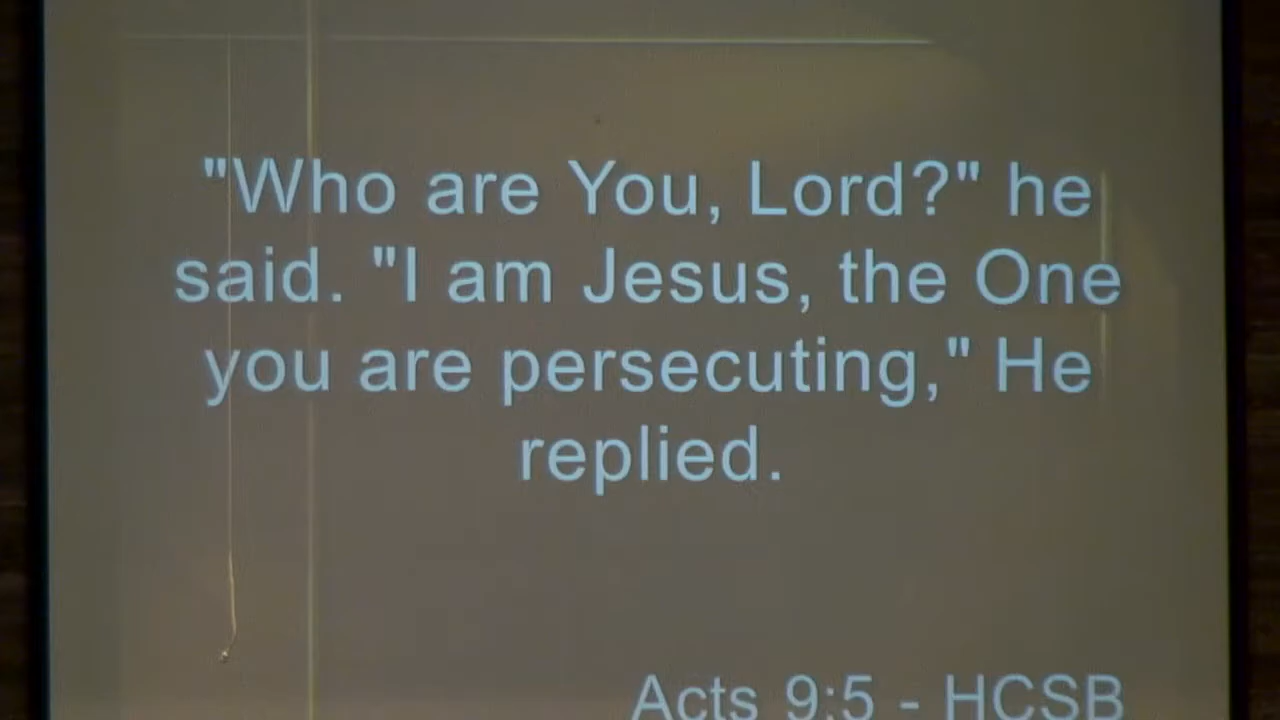 "Who are You, Lord?" he
said. "I am Jesus, the One
you are persecuting," He
replied.
Acts 9:5 - HCSB